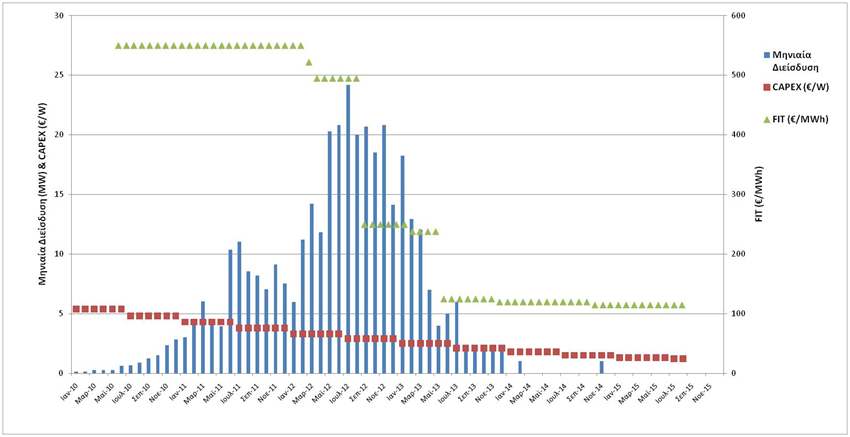 30
25
20
15
10
5
0
Μηνιαία Διείσδυση (MW) & CAPEX (€/W)
600
500
400
300
200
100
0
FIT (€/MWh)
Μηνιαία
Διείσδυση
CAPEX (€/W)
FIT (€/MWh)
Ιαν-10
Μαρ-10
Μαϊ-10
Ιουλ-10
Σεπ-10
Νοε-10
Ιαν-11
Μαρ-11
Μαϊ-11
Ιουλ-11
Σεπ-11
Νοε-11
Ιαν-12
Μαρ-12
Μαϊ-12
Ιουλ-12
Σεπ-12
Νοε-12
Ιαν-13
Μαρ-13
Μαϊ-13
Ιουλ-13
Σεπ-13
Νοε-13
Ιαν-14
Μαρ-14
Μαϊ-14
Ιουλ-14
Σεπ-14
Νοε-14
Ιαν-15
Μαρ-15
Μαϊ-15
Ιουλ-15
Σεπ-15
Νοε-15